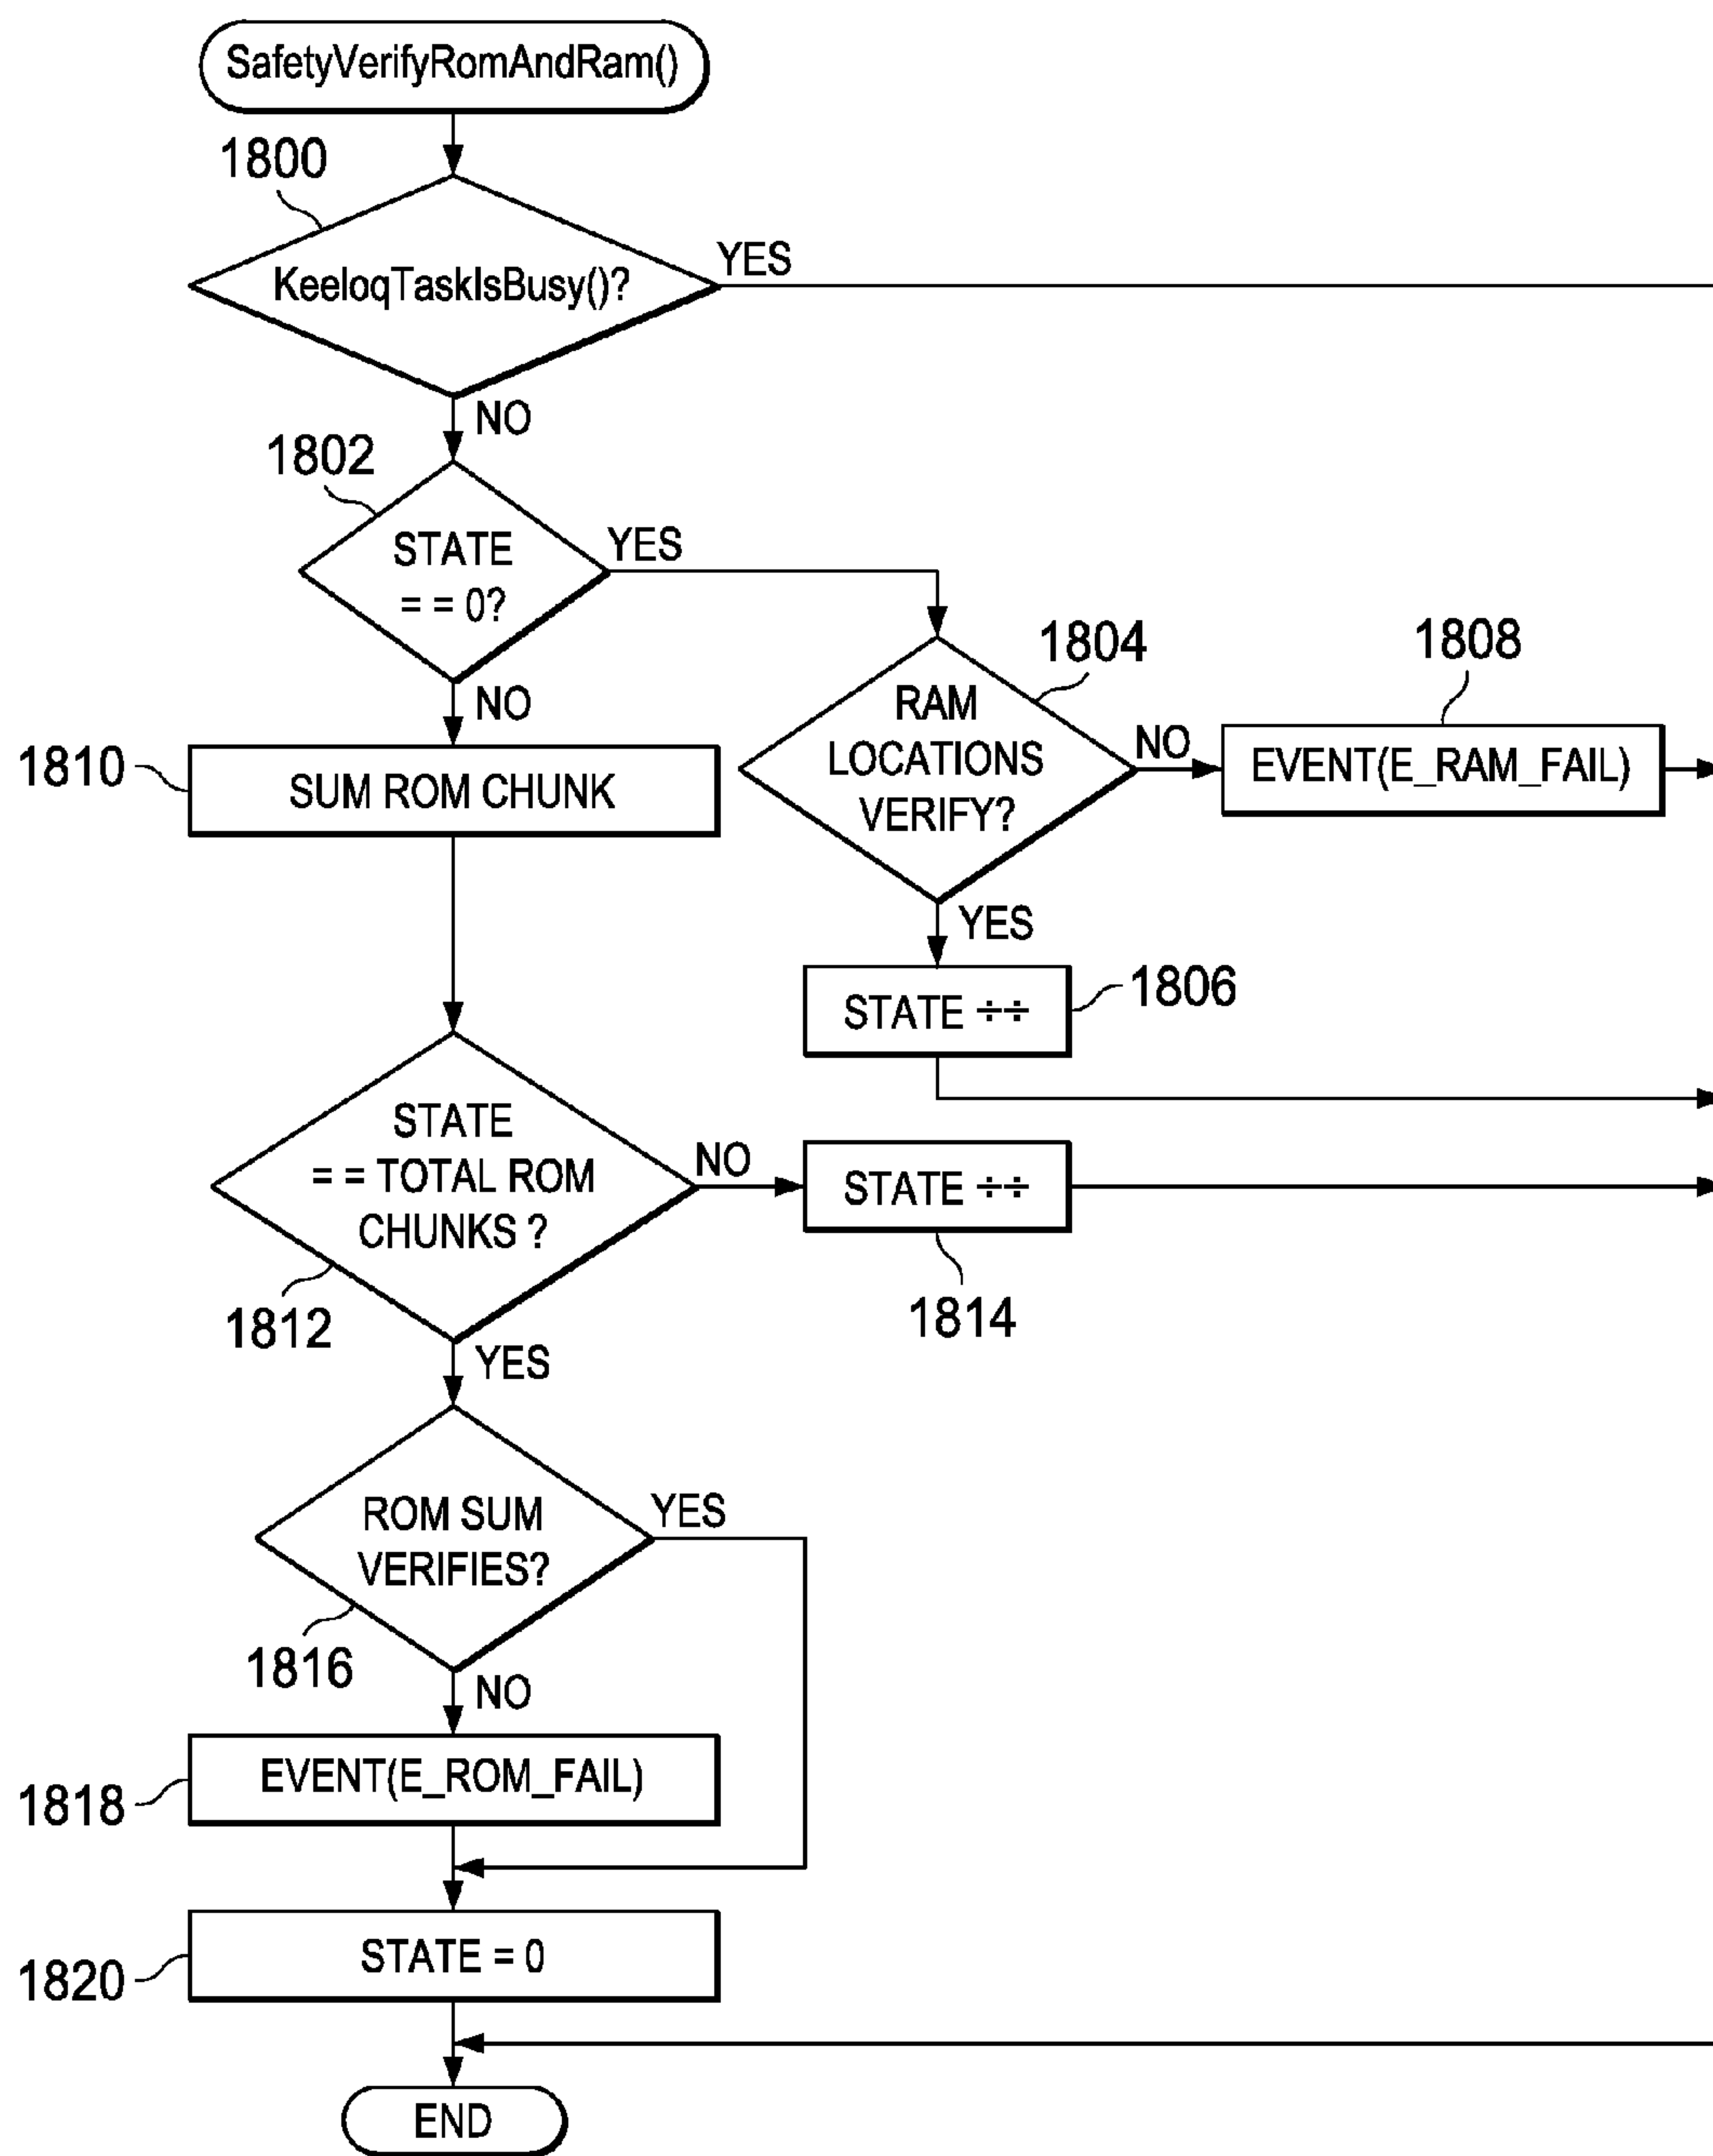 SafetyVerifyRomAndRam()
1800
KeeloqTaskIsBusy()?
YES
NO
1802
STATE
= = 0?
YES
NO
1804
RAM
LOCATIONS
VERIFY?
NO
1808
EVENT(E_RAM_FAIL)
1810
SUM ROM CHUNK
YES
STATE ÷÷
1806
STATE
= = TOTAL ROM
CHUNKS ?
NO
STATE ÷÷
1812
1814
YES
ROM SUM
VERIFIES?
YES
1816
NO
EVENT(E_ROM_FAIL)
1818
STATE = 0
1820
END